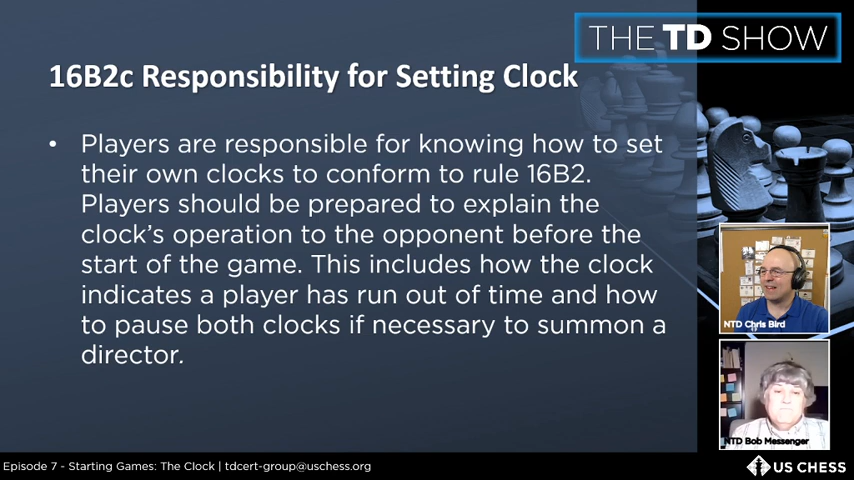 THE TD SHOW
16B2c Responsibility for Setting Clock
• Players are responsible for knowing how to set
their own clocks to conform to rule 16B2.
Players should be prepared to explain the
clock's operation to the opponent before the
start of the game. This includes how the clock
indicates a player has run out of time and how
to pause both clocks if necessary to summon a
director.
NTD Chris Bird
NTD Bob Messenger
Episode 7 - Starting Games: The Clock | tdcert-group@uschess.org
US CHESS